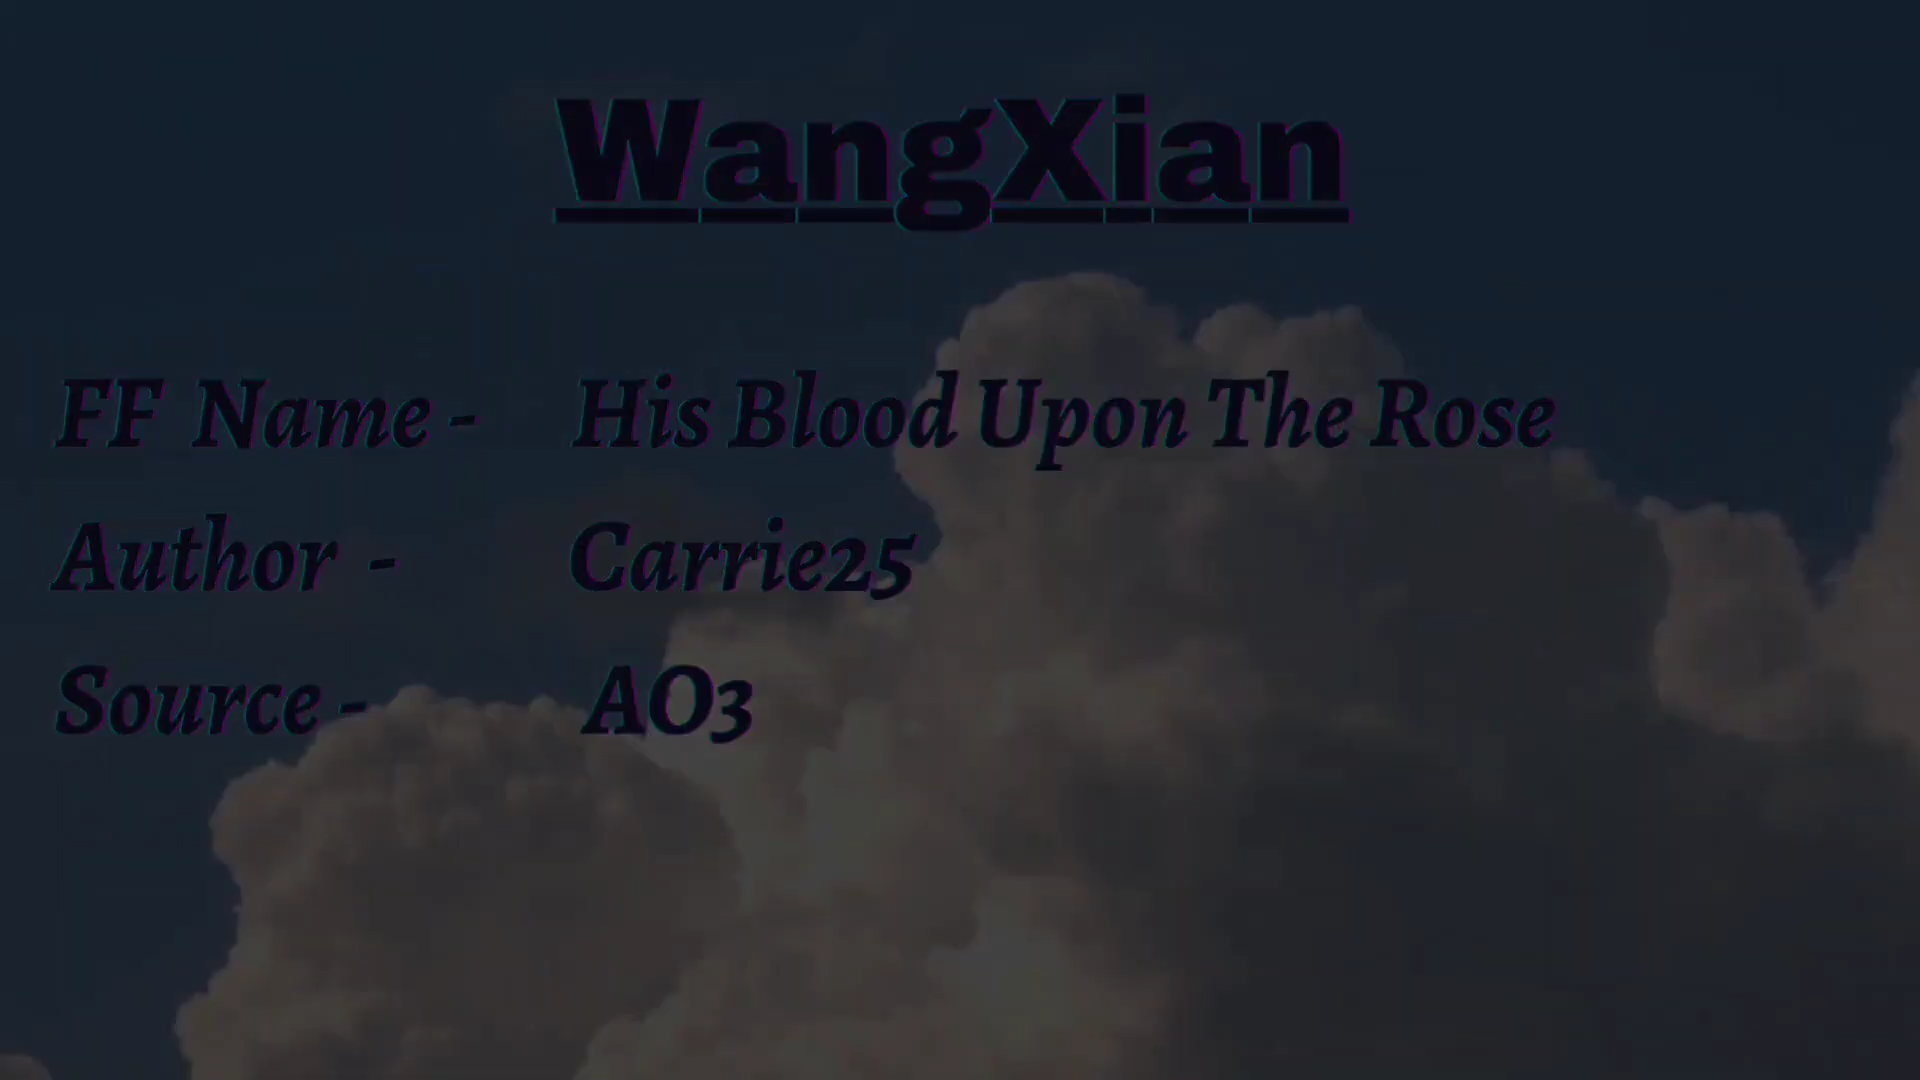 WangXian
FF Name - His Blood Upon The Rose
Author - Carrie25
Source - AO3